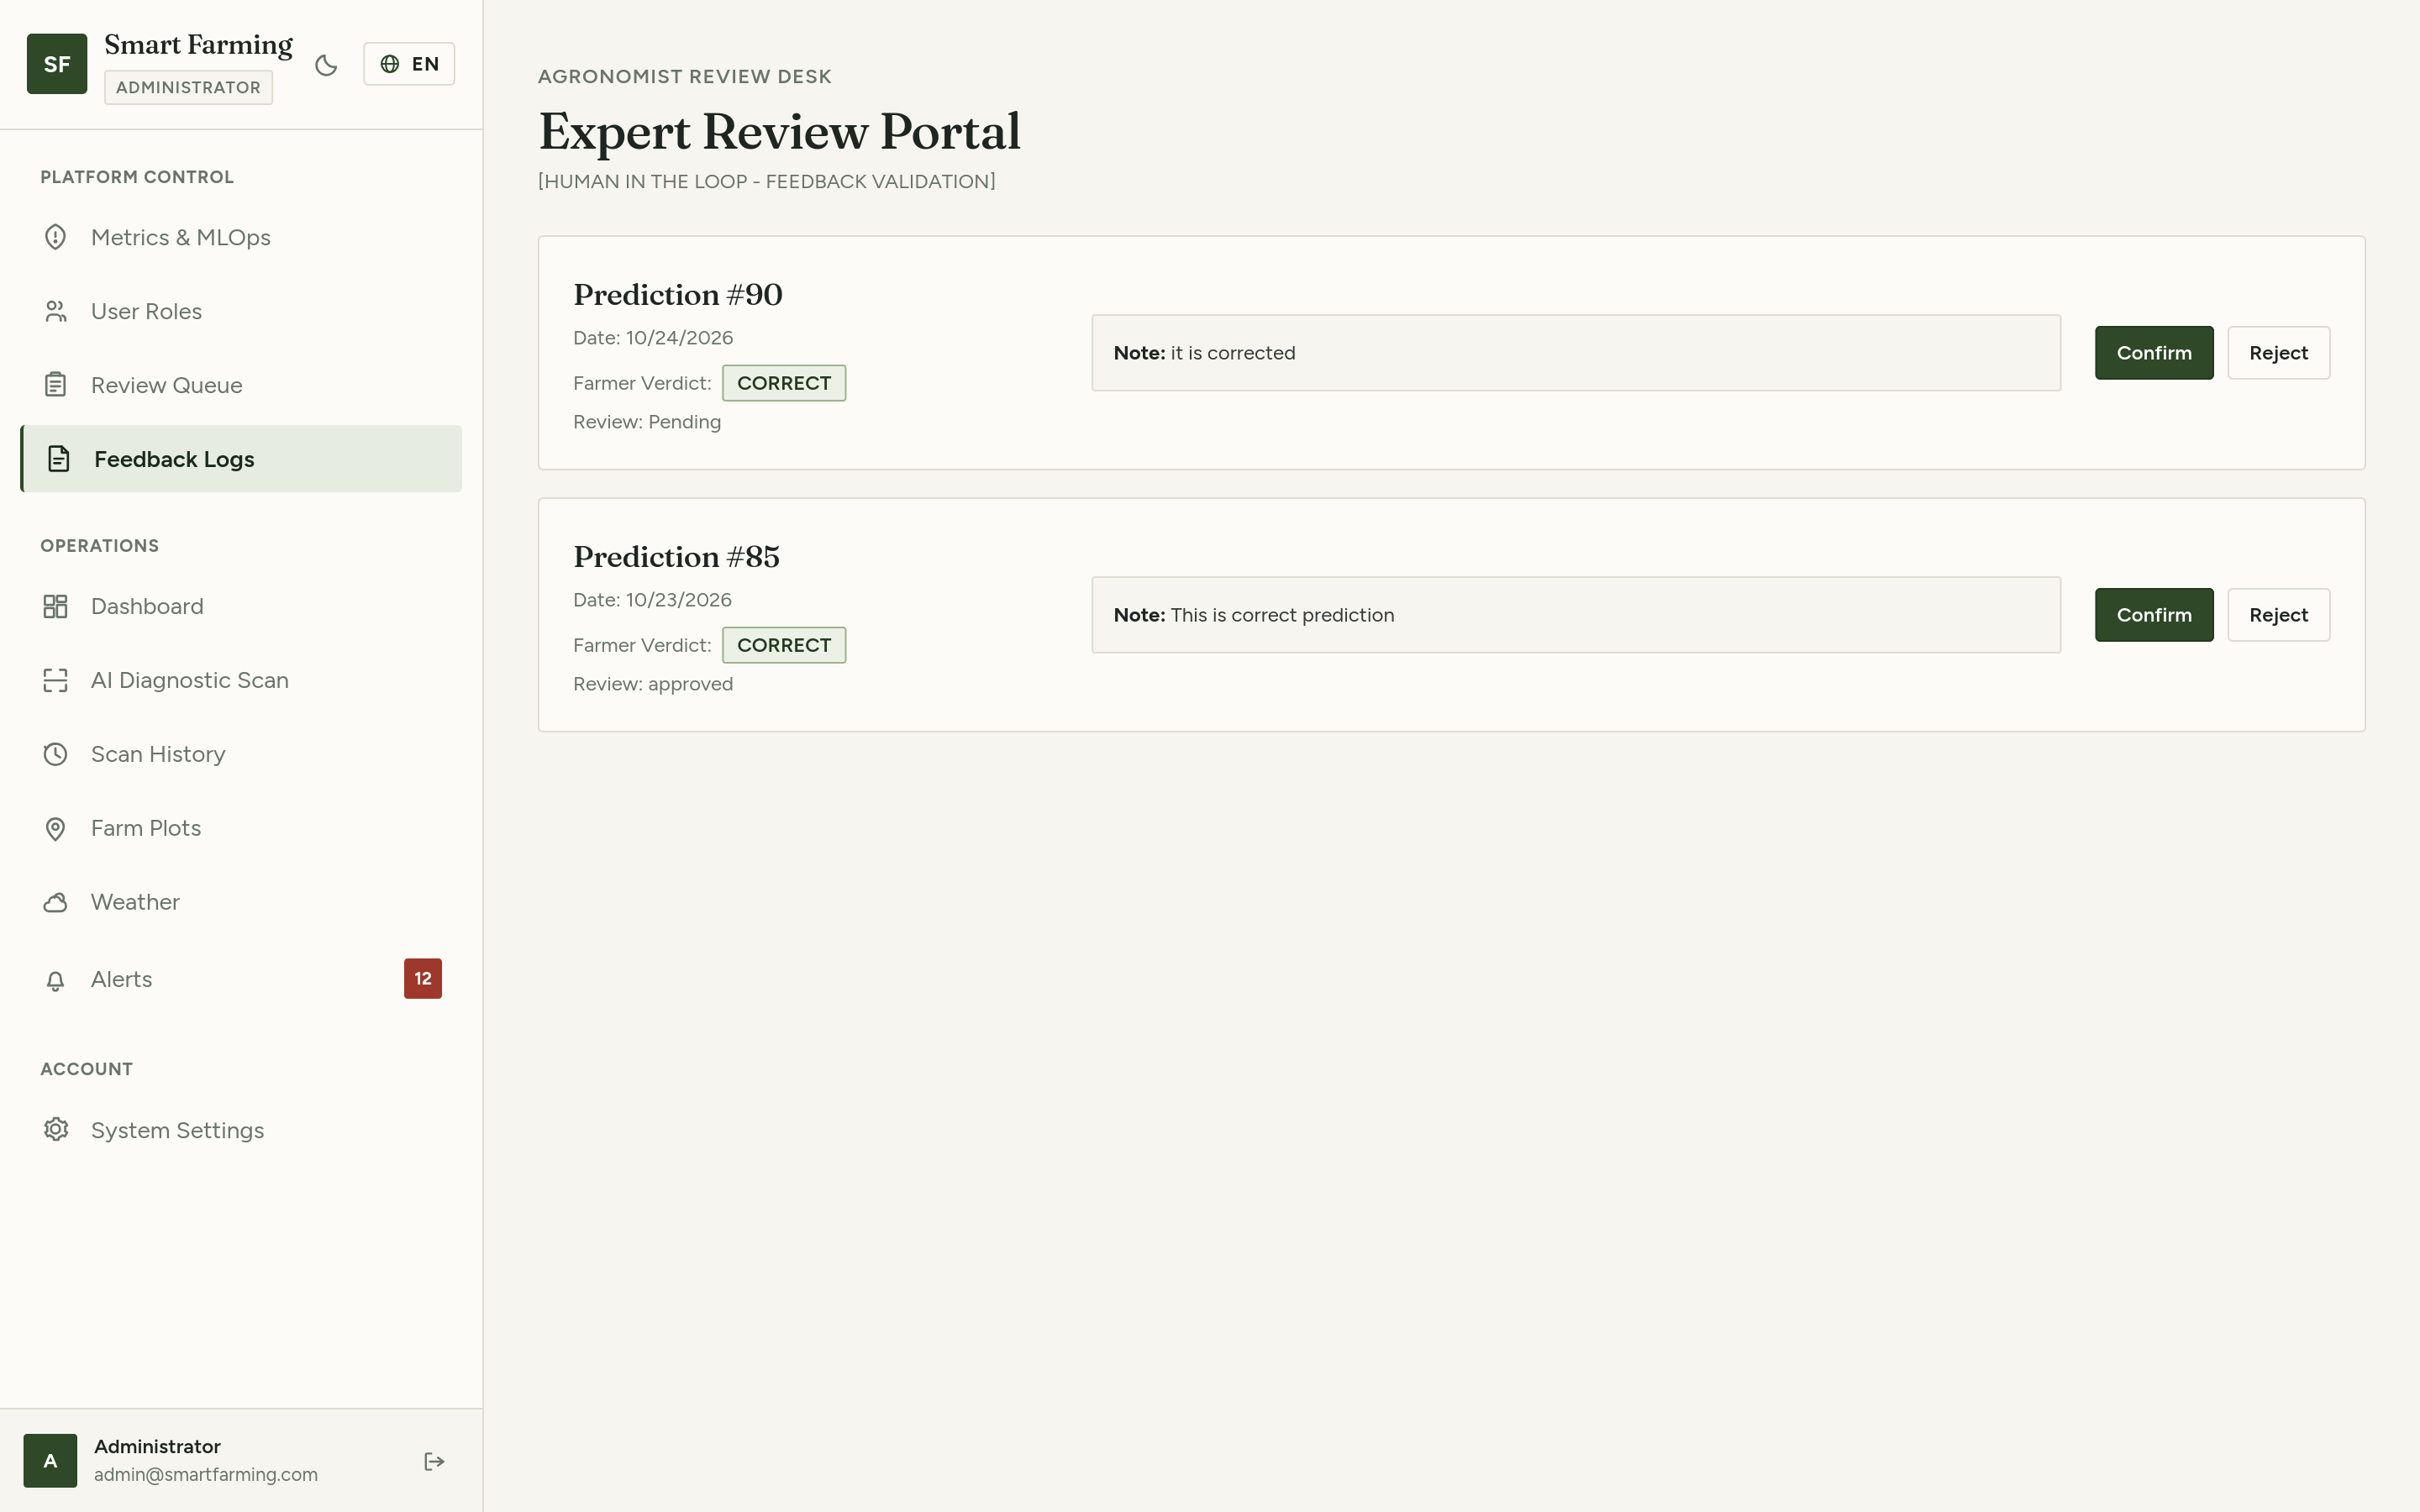 SF
Smart Farming
ADMINISTRATOR
EN
PLATFORM CONTROL
Metrics & MLOps
User Roles
Review Queue
Feedback Logs
OPERATIONS
Dashboard
AI Diagnostic Scan
Scan History
Farm Plots
Weather
Alerts
12
ACCOUNT
System Settings
A
Administrator
admin@smartfarming.com
AGRONOMIST REVIEW DESK
Expert Review Portal
[HUMAN IN THE LOOP - FEEDBACK VALIDATION]
Prediction #90
Date: 10/24/2026
Farmer Verdict: CORRECT
Review: Pending
Note: it is corrected
Confirm
Reject
Prediction #85
Date: 10/23/2026
Farmer Verdict: CORRECT
Review: approved
Note: This is correct prediction
Confirm
Reject